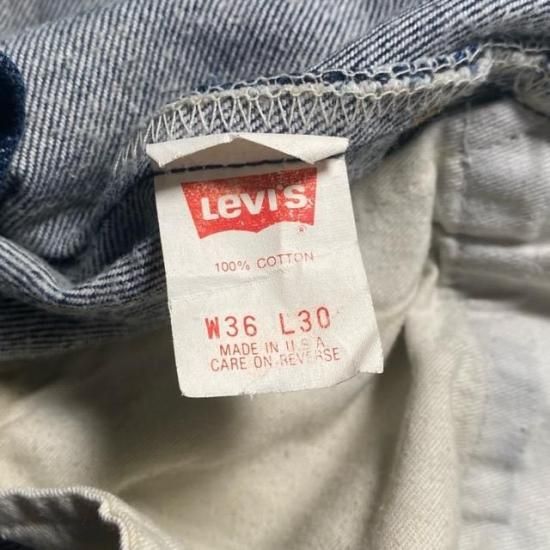 Levi's
®
100% COTTON
W36 L30
MADE IN U.S.A.
CARE ON REVERSE